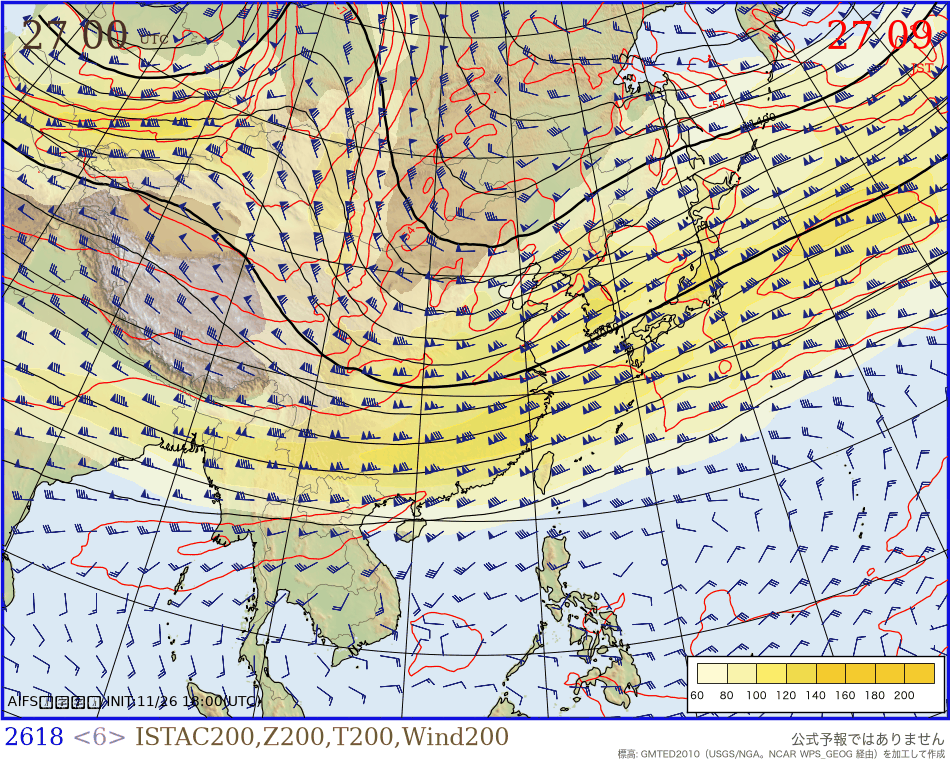 27 00 UTC
27 09
JST
-54
60 80 100 120 140 160 180 200
AIFS INIT:11/26 18:00(UTC)
2618 <6> ISTAC200,Z200,T200,Wind200
公式予報ではありません
標高: GMTED2010（USGS/NGA。NCAR WPS_GEOG 経由）を加工して作成